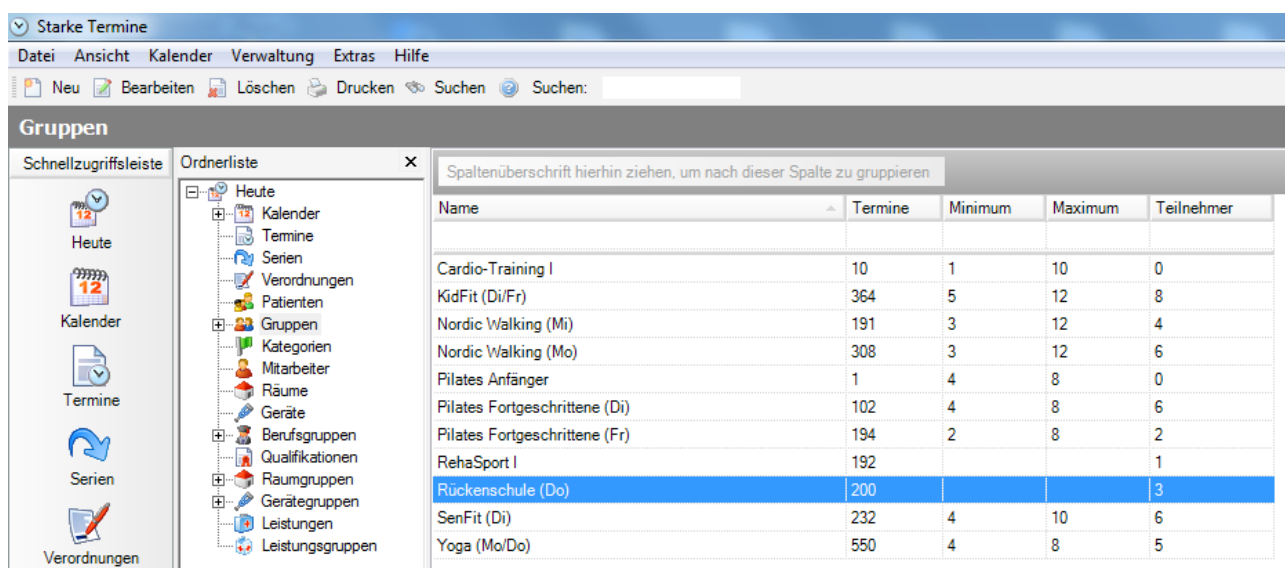 Starke Termine
Datei Ansicht Kalender Verwaltung Extras Hilfe
Neu Bearbeiten Löschen Drucken Suchen Suchen:
Gruppen
Schnellzugriffsleiste
Heute
Kalender
Termine
Serien
Verordnungen
Ordnerliste
Heute
Kalender
Termine
Serien
Verordnungen
Patienten
Gruppen
Kategorien
Mitarbeiter
Räume
Geräte
Berufsgruppen
Qualifikationen
Raumgruppen
Gerätegruppen
Leistungen
Leistungsgruppen
Spaltenüberschrift hierhin ziehen, um nach dieser Spalte zu gruppieren
Name Termine Minimum Maximum Teilnehmer
Cardio-Training I 10 1 10 0
KidFit (Di/Fr) 364 5 12 8
Nordic Walking (Mi) 191 3 12 4
Nordic Walking (Mo) 308 3 12 6
Pilates Anfänger 1 4 8 0
Pilates Fortgeschrittene (Di) 102 4 8 6
Pilates Fortgeschrittene (Fr) 194 2 8 2
RehaSport I 192 1
Rückenschule (Do) 200 3
SenFit (Di) 232 4 10 6
Yoga (Mo/Do) 550 4 8 5